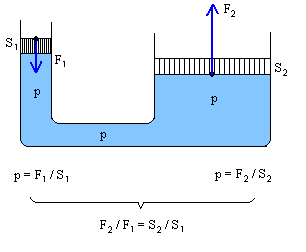 F₂
S₁
F₁
S₂
p
p
p
p = F₁ / S₁
p = F₂ / S₂
F₂ / F₁ = S₂ / S₁